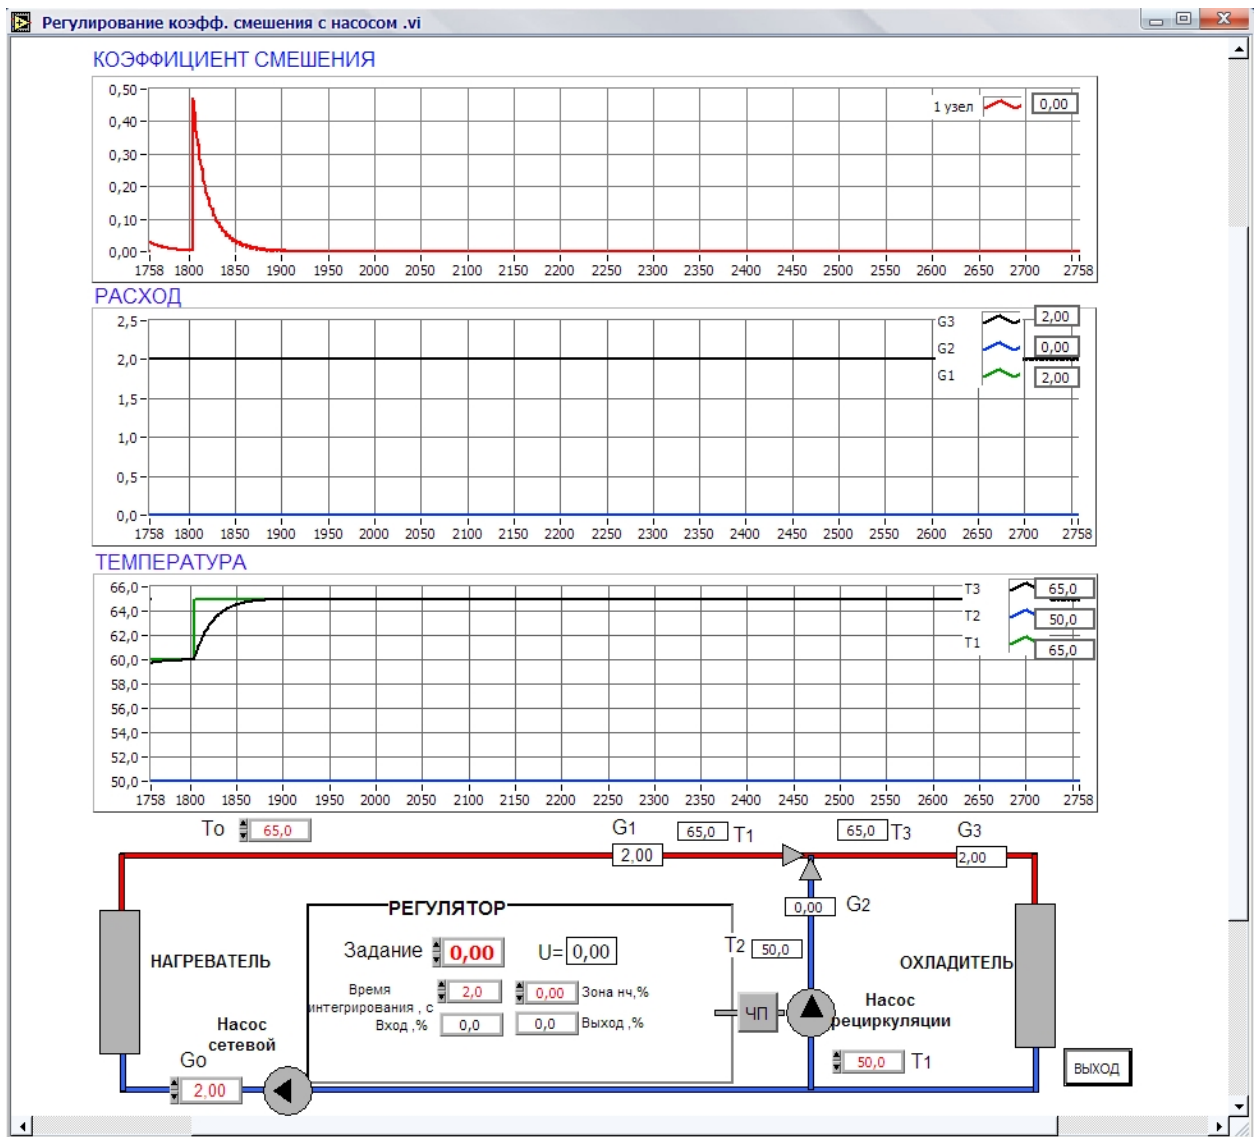 Регулирование коэфф. смешения с насосом .vi
КОЭФФИЦИЕНТ СМЕШЕНИЯ
0,50
0,40
0,30
0,20
0,10
0,00
1 узел 0,00
1758 1800 1850 1900 1950 2000 2050 2100 2150 2200 2250 2300 2350 2400 2450 2500 2550 2600 2650 2700 2758
РАСХОД
2,5
2,0
1,5
1,0
0,5
0,0
G3 2,00
G2 0,00
G1 2,00
1758 1800 1850 1900 1950 2000 2050 2100 2150 2200 2250 2300 2350 2400 2450 2500 2550 2600 2650 2700 2758
ТЕМПЕРАТУРА
66,0
64,0
62,0
60,0
58,0
56,0
54,0
52,0
50,0
T3 65,0
T2 50,0
T1 65,0
1758 1800 1850 1900 1950 2000 2050 2100 2150 2200 2250 2300 2350 2400 2450 2500 2550 2600 2650 2700 2758
To 65,0 G1 65,0 T1 65,0 T3 G3
2,00 2,00
РЕГУЛЯТОР 0,00 G2
Задание 0,00 U= 0,00 T2 50,0
НАГРЕВАТЕЛЬ ОХЛАДИТЕЛЬ
Время 2,0 0,00 Зона нч,%
интегрирования , с
Вход ,% 0,0 0,0 Выход ,%
ЧП Насос
рециркуляции
Насос
сетевой
Go 50,0 T1
2,00 ВЫХОД